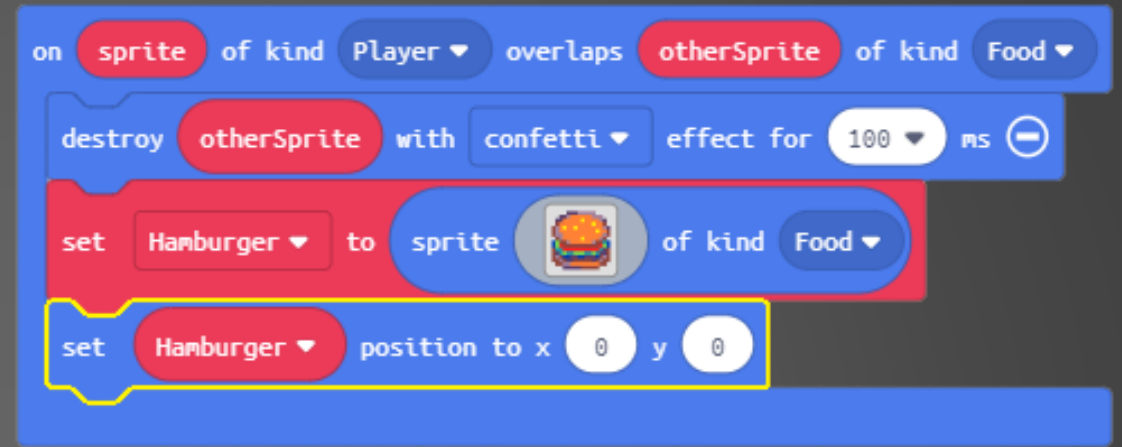 on sprite of kind Player overlaps otherSprite of kind Food
destroy otherSprite with confetti effect for 100 ms
set Hamburger to sprite of kind Food
set Hamburger position to x 0 y 0